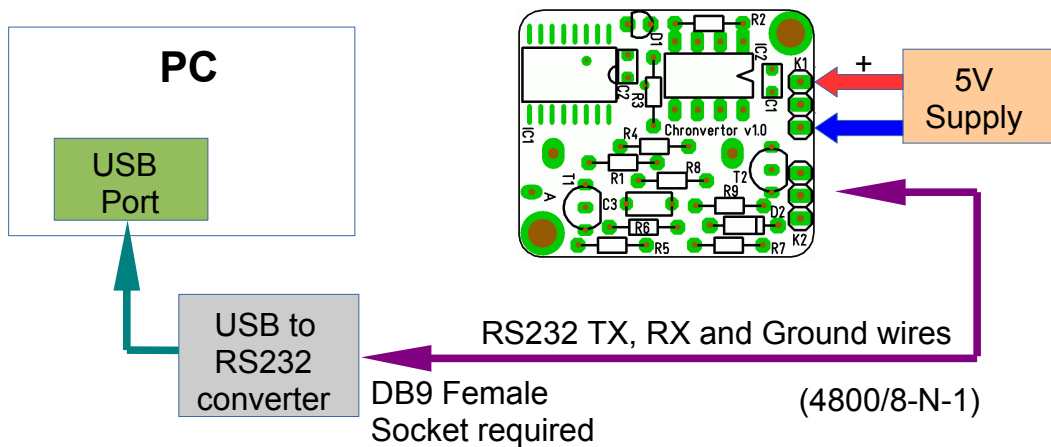 PC
USB
Port
USB to
RS232
converter
D1
R2
IC2
K1
C2
R3
C1
IC1
Chronvertor v1.0
R4
R1
R8
T2
T1
A
C3
R9
D2
R6
K2
R5
R7
+
5V
Supply
RS232 TX, RX and Ground wires
DB9 Female
Socket required
(4800/8-N-1)